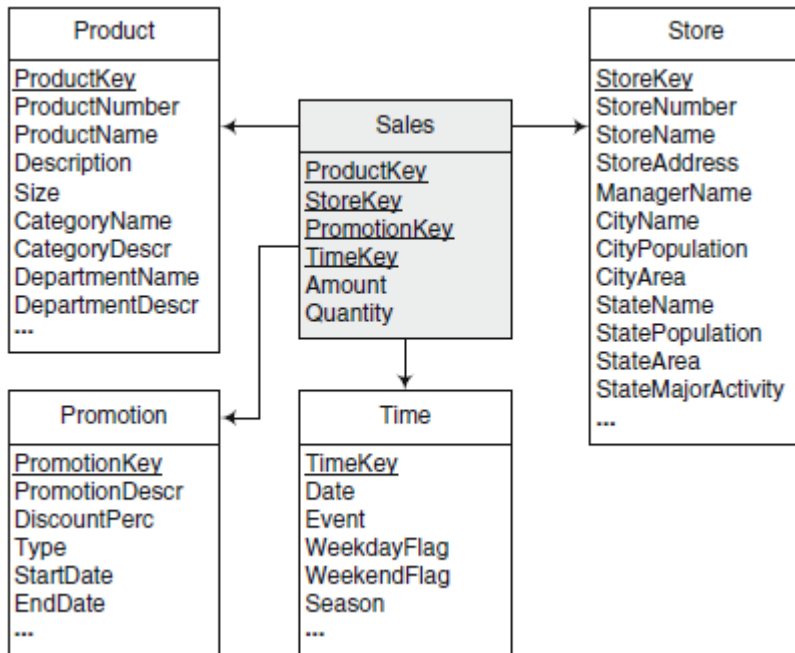 Product
ProductKey
ProductNumber
ProductName
Description
Size
CategoryName
CategoryDescr
DepartmentName
DepartmentDescr
...
Sales
ProductKey
StoreKey
PromotionKey
TimeKey
Amount
Quantity
Store
StoreKey
StoreNumber
StoreName
StoreAddress
ManagerName
CityName
CityPopulation
CityArea
StateName
StatePopulation
StateArea
StateMajorActivity
...
Promotion
PromotionKey
PromotionDescr
DiscountPerc
Type
StartDate
EndDate
...
Time
TimeKey
Date
Event
WeekdayFlag
WeekendFlag
Season
...